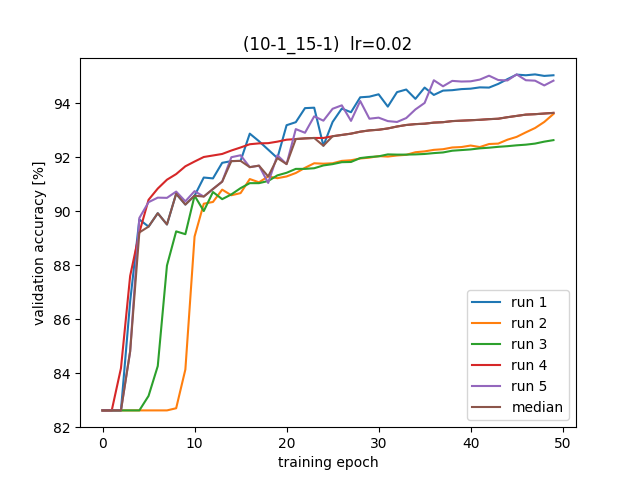 (10-1_15-1)  lr=0.02
validation accuracy [%]
94
92
90
88
86
84
82
0
10
20
30
40
50
training epoch
run 1
run 2
run 3
run 4
run 5
median